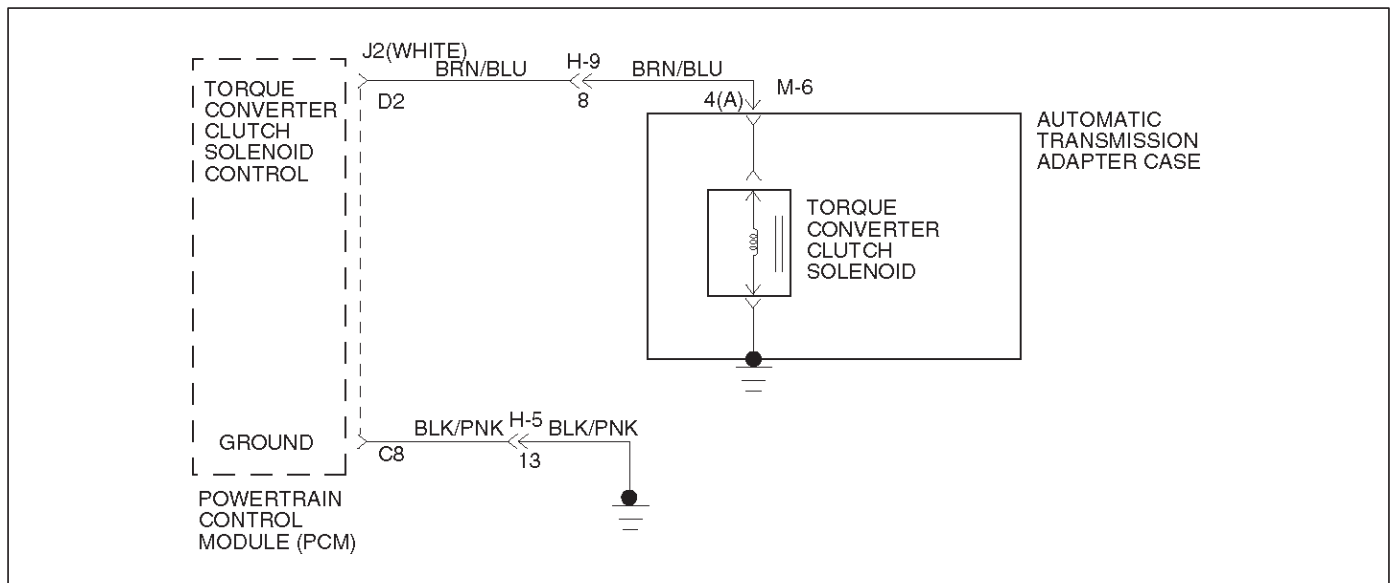 J2(WHITE)
BRN/BLU
H-9
BRN/BLU
M-6
TORQUE
CONVERTER
CLUTCH
SOLENOID
CONTROL
D2
8
4(A)
AUTOMATIC
TRANSMISSION
ADAPTER CASE
TORQUE
CONVERTER
CLUTCH
SOLENOID
GROUND
C8
BLK/PNK
H-5
BLK/PNK
13
POWERTRAIN
CONTROL
MODULE (PCM)